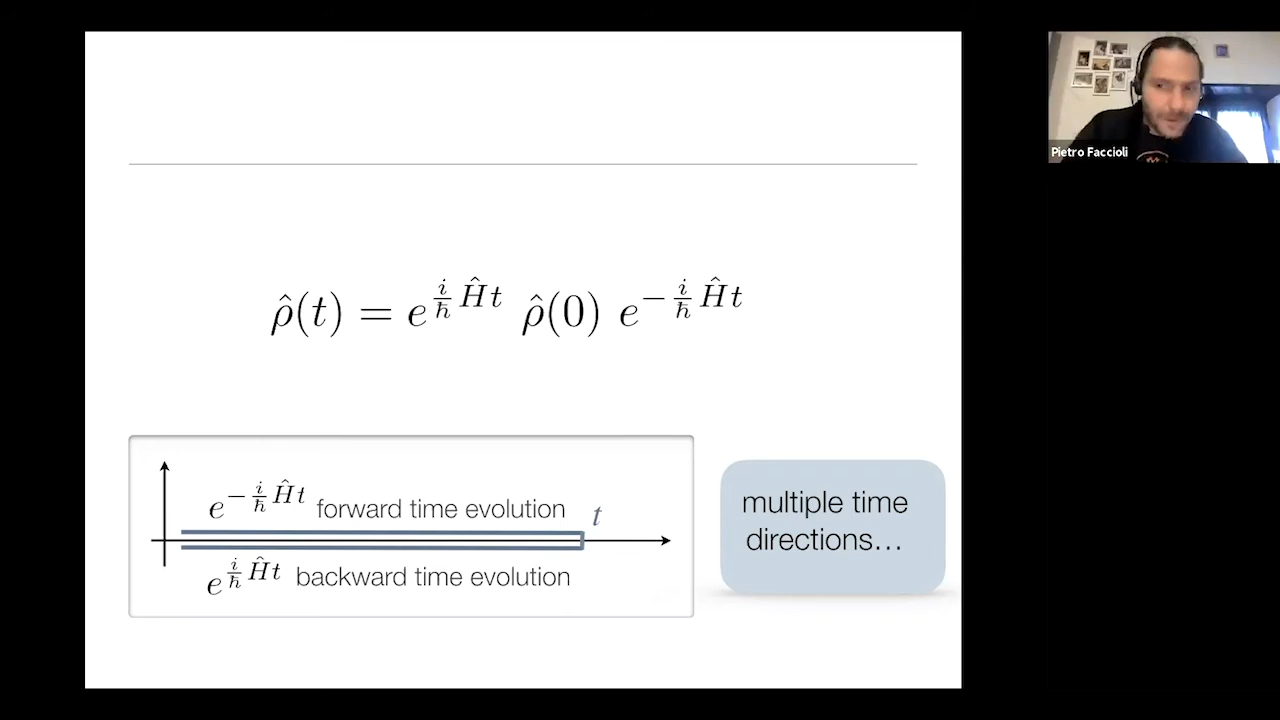 Pietro Faccioli
ρ̂(t) = e^{i/ħ Ĥt} ρ̂(0) e^{−i/ħ Ĥt}
e^{−i/ħ Ĥt} forward time evolution
t
e^{i/ħ Ĥt} backward time evolution
multiple time
directions...